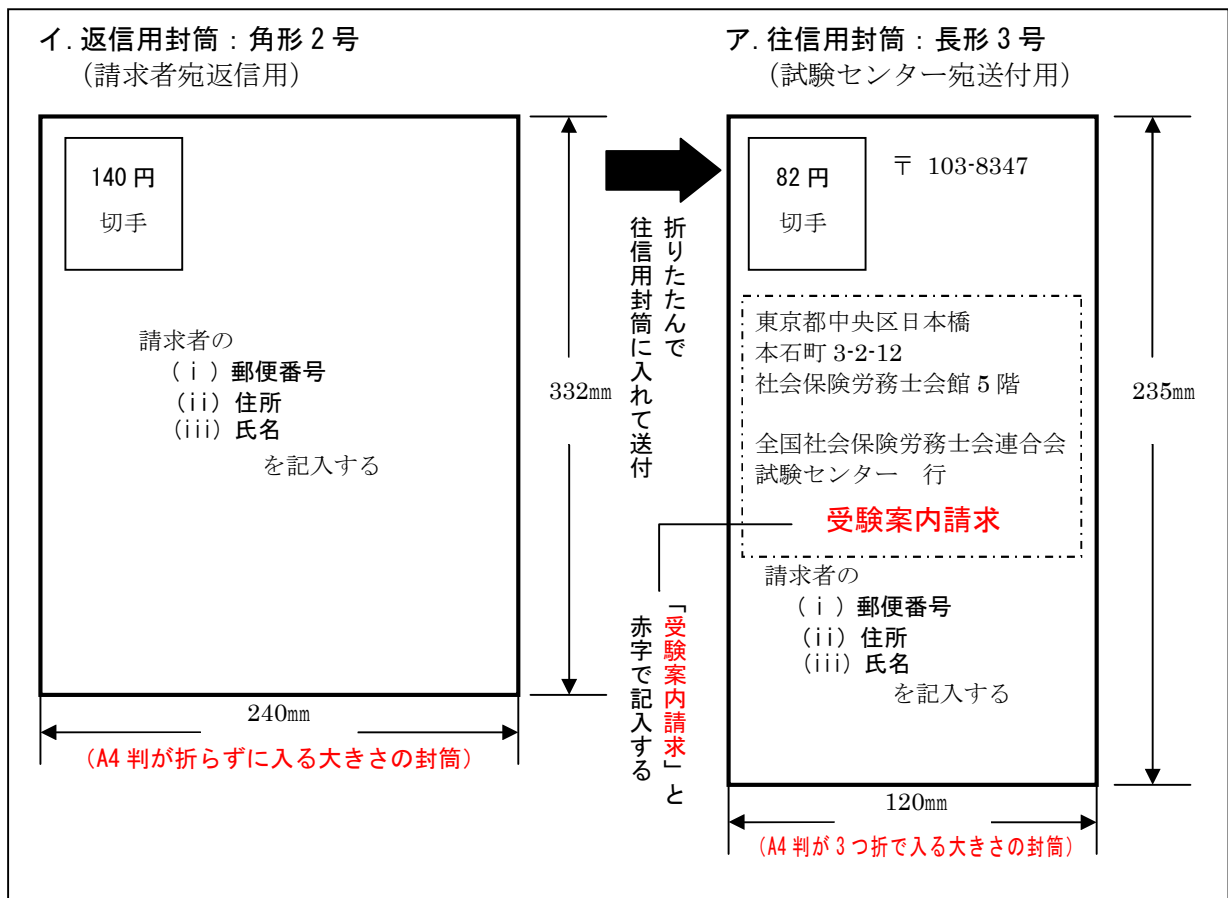 イ.返信用封筒：角形２号
（請求者宛返信用）
140 円
切手
請求者の
（ⅰ）郵便番号
（ii）住所
（iii）氏名
を記入する
332㎜
240㎜
（A4 判が折らずに入る大きさの封筒）
折りたたんで
往信用封筒に入れて送付
ア.往信用封筒：長形３号
（試験センター宛送付用）
82 円
切手
〒 103-8347
東京都中央区日本橋
本石町 3-2-12
社会保険労務士会館 5 階
全国社会保険労務士会連合会
試験センター　行
受験案内請求
請求者の
（ⅰ）郵便番号
（ii）住所
（iii）氏名
を記入する
235㎜
120㎜
（A4 判が 3 つ折で入る大きさの封筒）
「受験案内請求」と
赤字で記入する